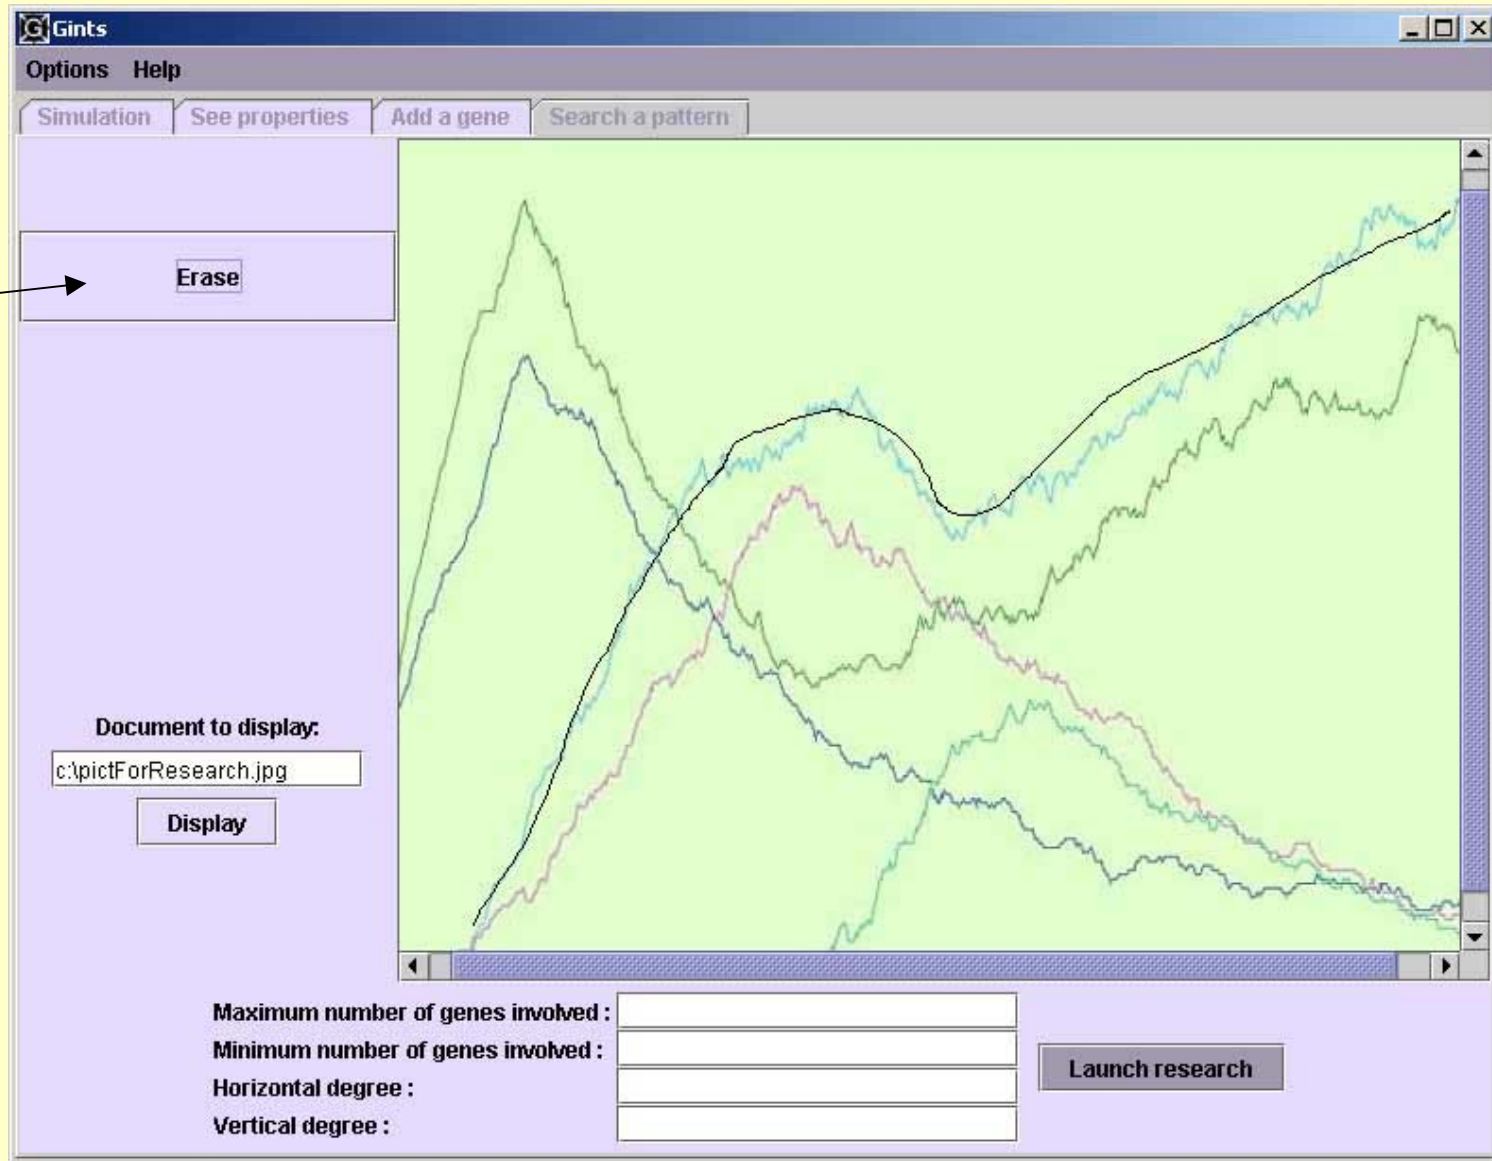 Gints
Options Help
Simulation See properties Add a gene Search a pattern
Erase
Document to display:
c:\pictForResearch.jpg
Display
Maximum number of genes involved :
Minimum number of genes involved :
Horizontal degree :
Vertical degree :
Launch research